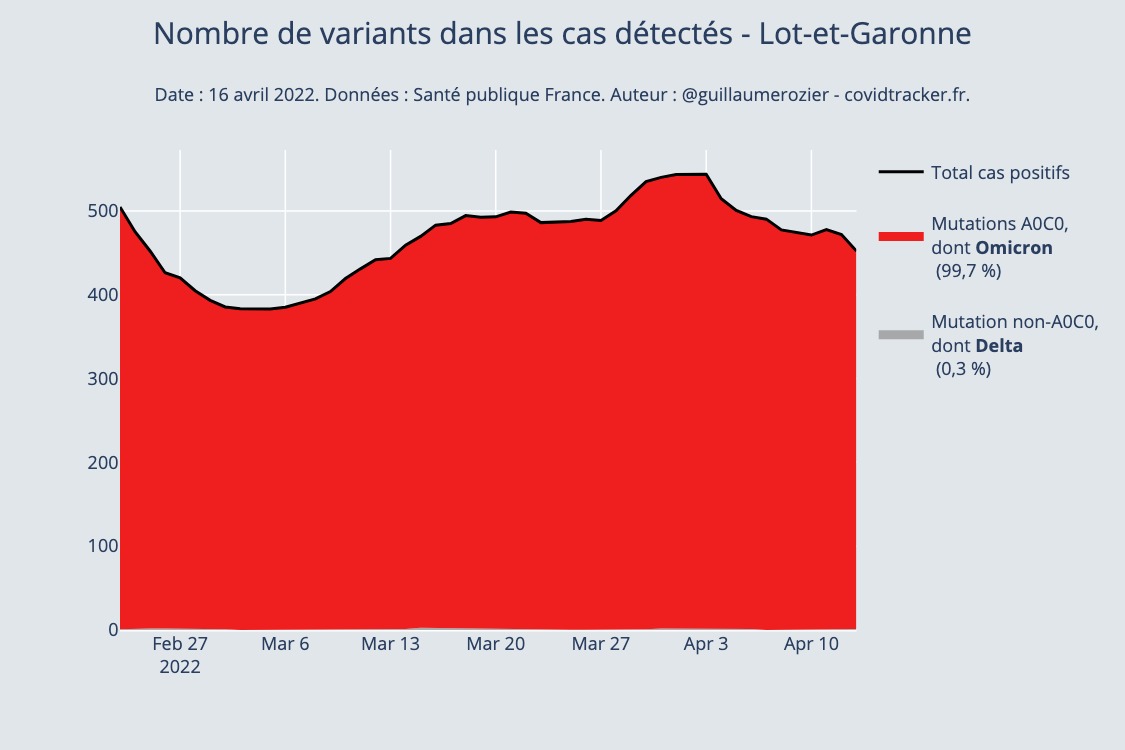 Nombre de variants dans les cas détectés - Lot-et-Garonne
Date : 16 avril 2022. Données : Santé publique France. Auteur : @guillaumerozier - covidtracker.fr.
Total cas positifs
Mutations A0C0,
dont Omicron
(99,7 %)
Mutation non-A0C0,
dont Delta
(0,3 %)
500
400
300
200
100
0
Feb 27
2022
Mar 6
Mar 13
Mar 20
Mar 27
Apr 3
Apr 10